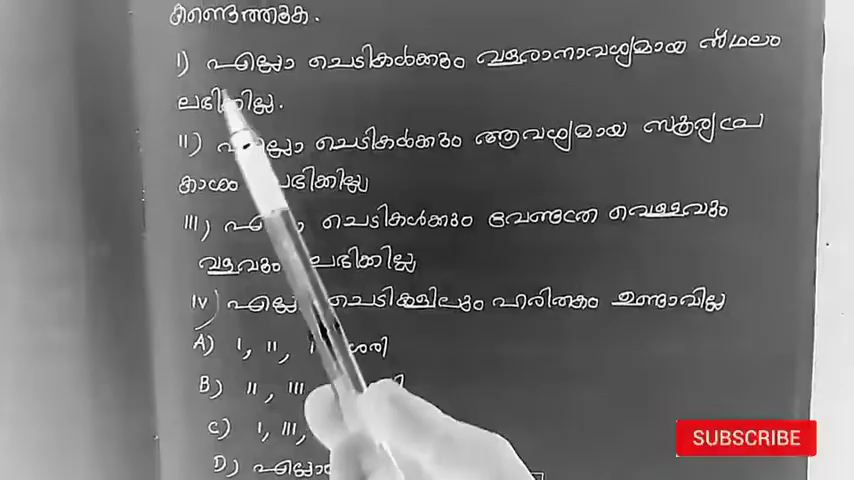 കണ്ടെത്തുക.
I) എല്ലാ ചെടികൾക്കും വളരാനാവശ്യമായ സ്ഥലം
ലഭിക്കില്ല.
II) എല്ലാ ചെടികൾക്കും ആവശ്യമായ സൂര്യപ്ര
കാശം ലഭിക്കില്ല
III) ചെടികൾക്കും വേണ്ടത്ര വെള്ളവും
വളവും ലഭിക്കില്ല
IV) എല്ലാ ചെടികളിലും ഹരിതകം ഉണ്ടാവില്ല
A) I, II, ശരി
B) II, III
C) I, III,
D)
SUBSCRIBE